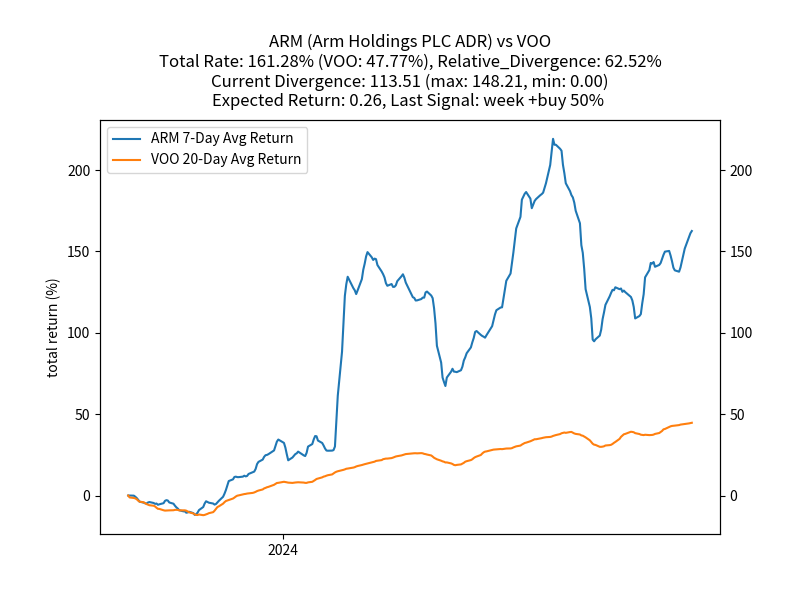 ARM (Arm Holdings PLC ADR) vs VOO
Total Rate: 161.28% (VOO: 47.77%), Relative_Divergence: 62.52%
Current Divergence: 113.51 (max: 148.21, min: 0.00)
Expected Return: 0.26, Last Signal: week +buy 50%
ARM 7-Day Avg Return
VOO 20-Day Avg Return
200
200
150
150
total return (%)
100
100
50
50
0
0
2024